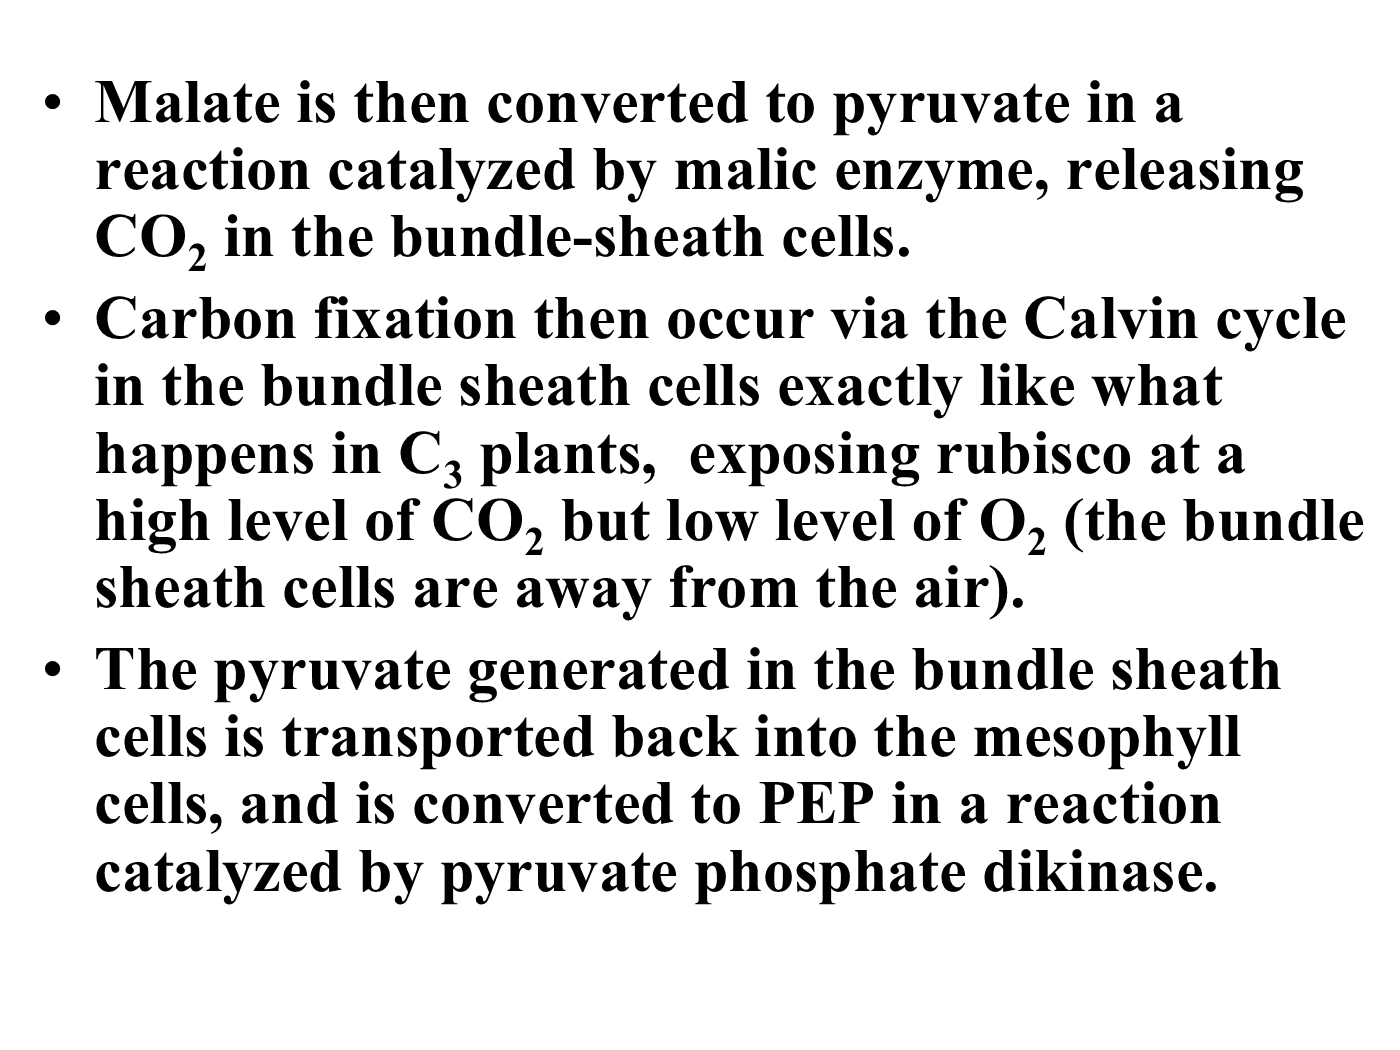 • Malate is then converted to pyruvate in a
reaction catalyzed by malic enzyme, releasing
CO₂ in the bundle-sheath cells.
• Carbon fixation then occur via the Calvin cycle
in the bundle sheath cells exactly like what
happens in C₃ plants,  exposing rubisco at a
high level of CO₂ but low level of O₂ (the bundle
sheath cells are away from the air).
• The pyruvate generated in the bundle sheath
cells is transported back into the mesophyll
cells, and is converted to PEP in a reaction
catalyzed by pyruvate phosphate dikinase.